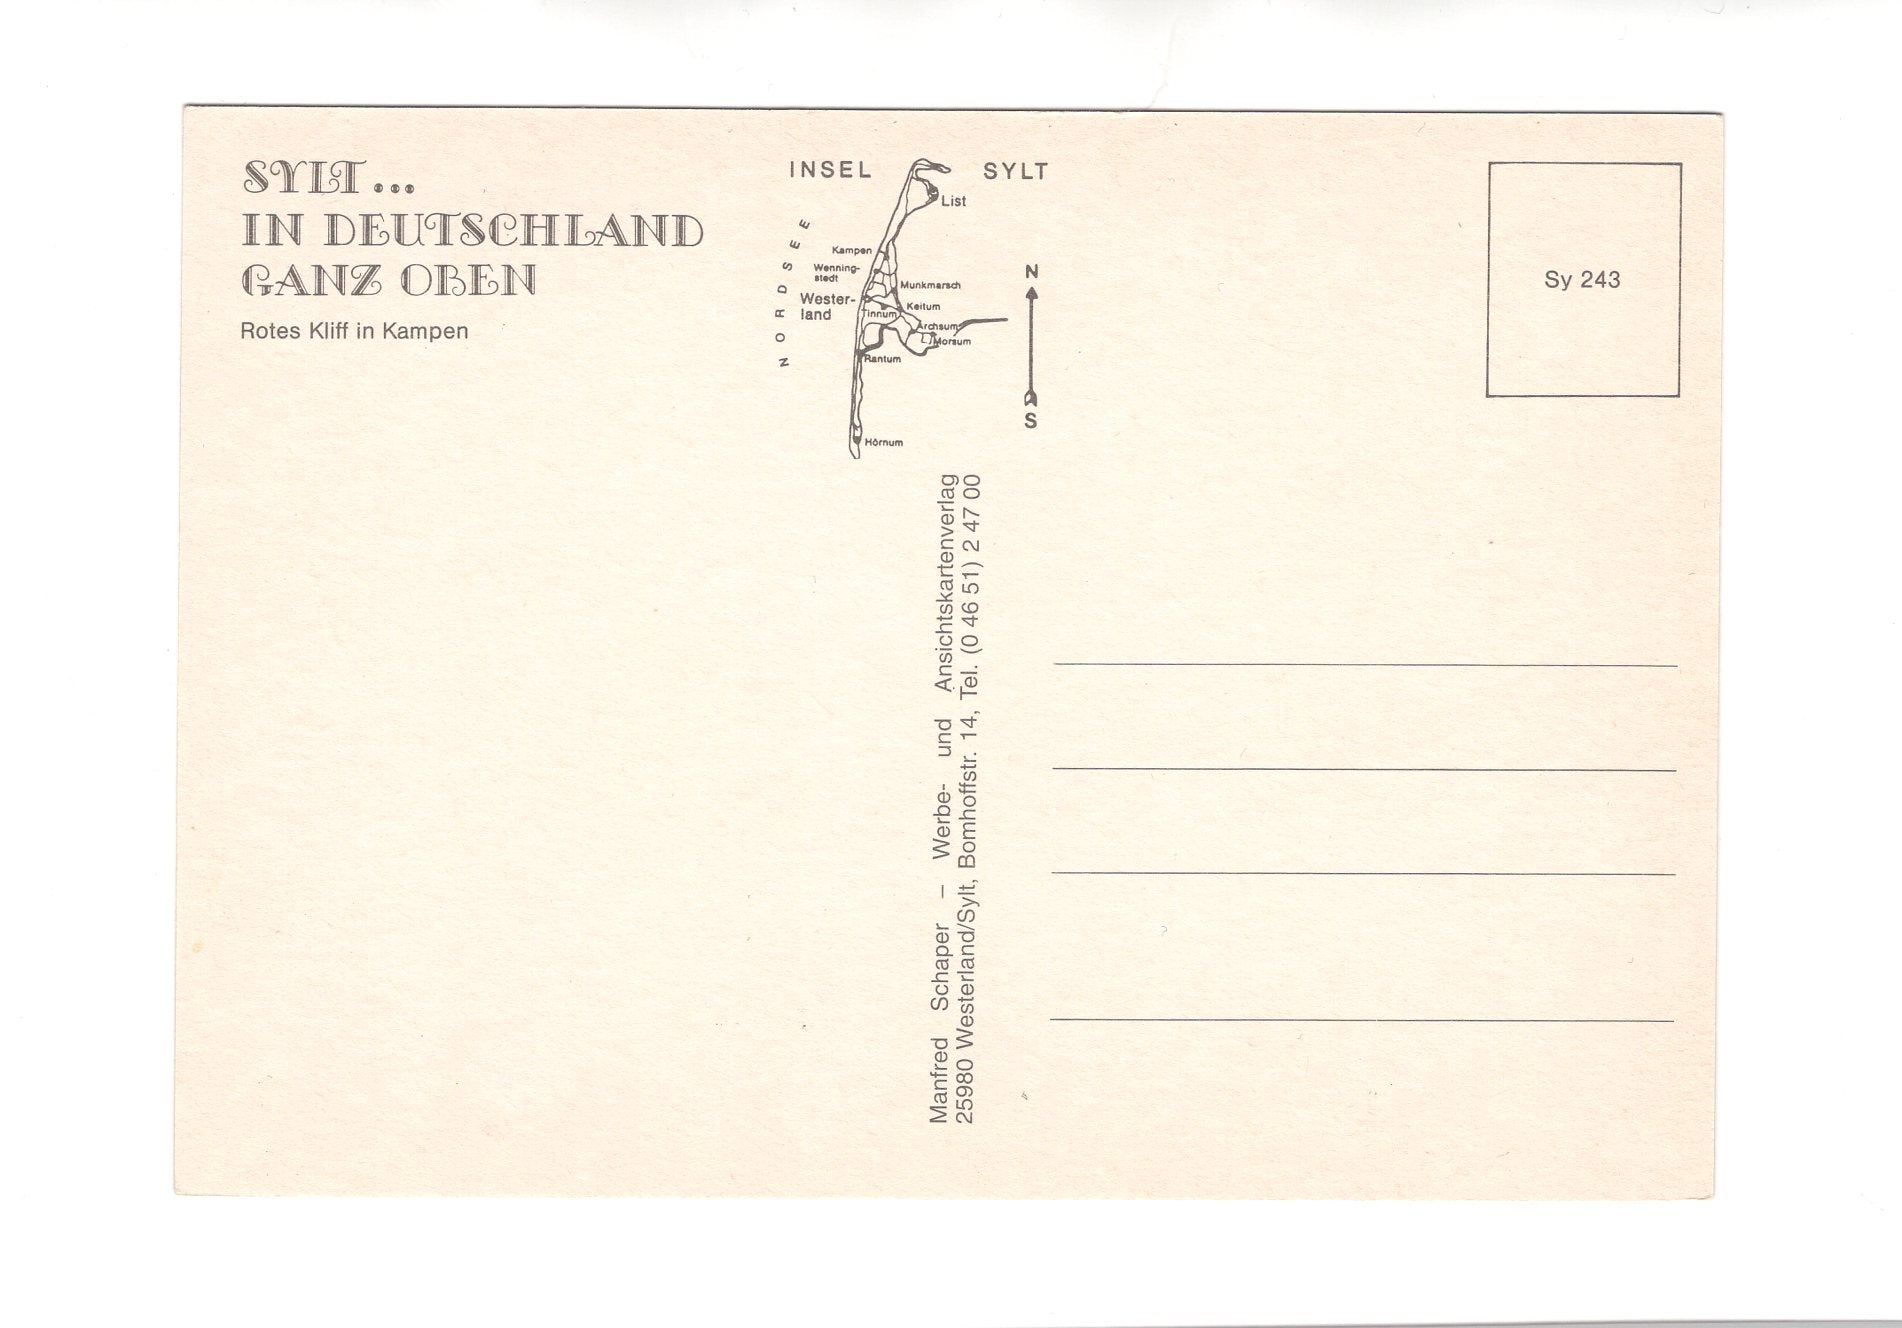 SYLT...
IN DEUTSCHLAND
GANZ OBEN
Rotes Kliff in Kampen
INSEL SYLT
NORDSEE
List
Kampen
Wenning-
stedt
Munkmarsch
Wester-
land
Keitum
Tinnum
Archsum
Morsum
Rantum
Hörnum
N
S
Sy 243
Manfred Schaper – Werbe- und Ansichtskartenverlag
25980 Westerland/Sylt, Bomhoffstr. 14, Tel. (0 46 51) 2 47 00